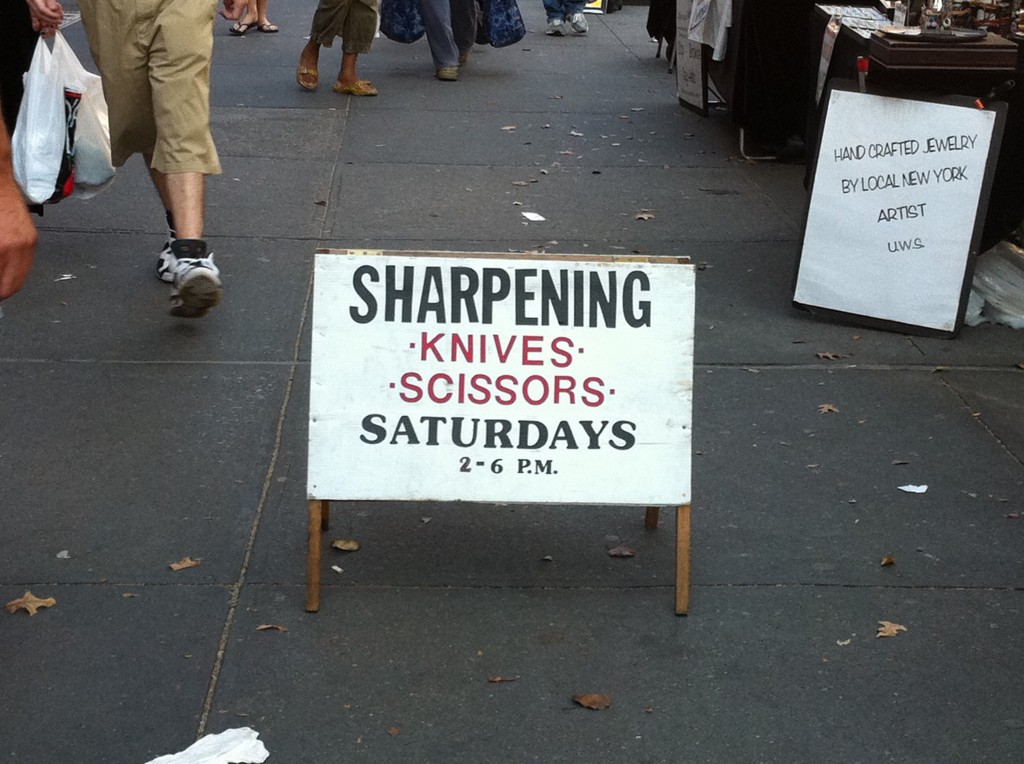 SHARPENING
·KNIVES·
·SCISSORS·
SATURDAYS
2-6 P.M.
HAND CRAFTED JEWELRY
BY LOCAL NEW YORK
ARTIST
U.W.S.